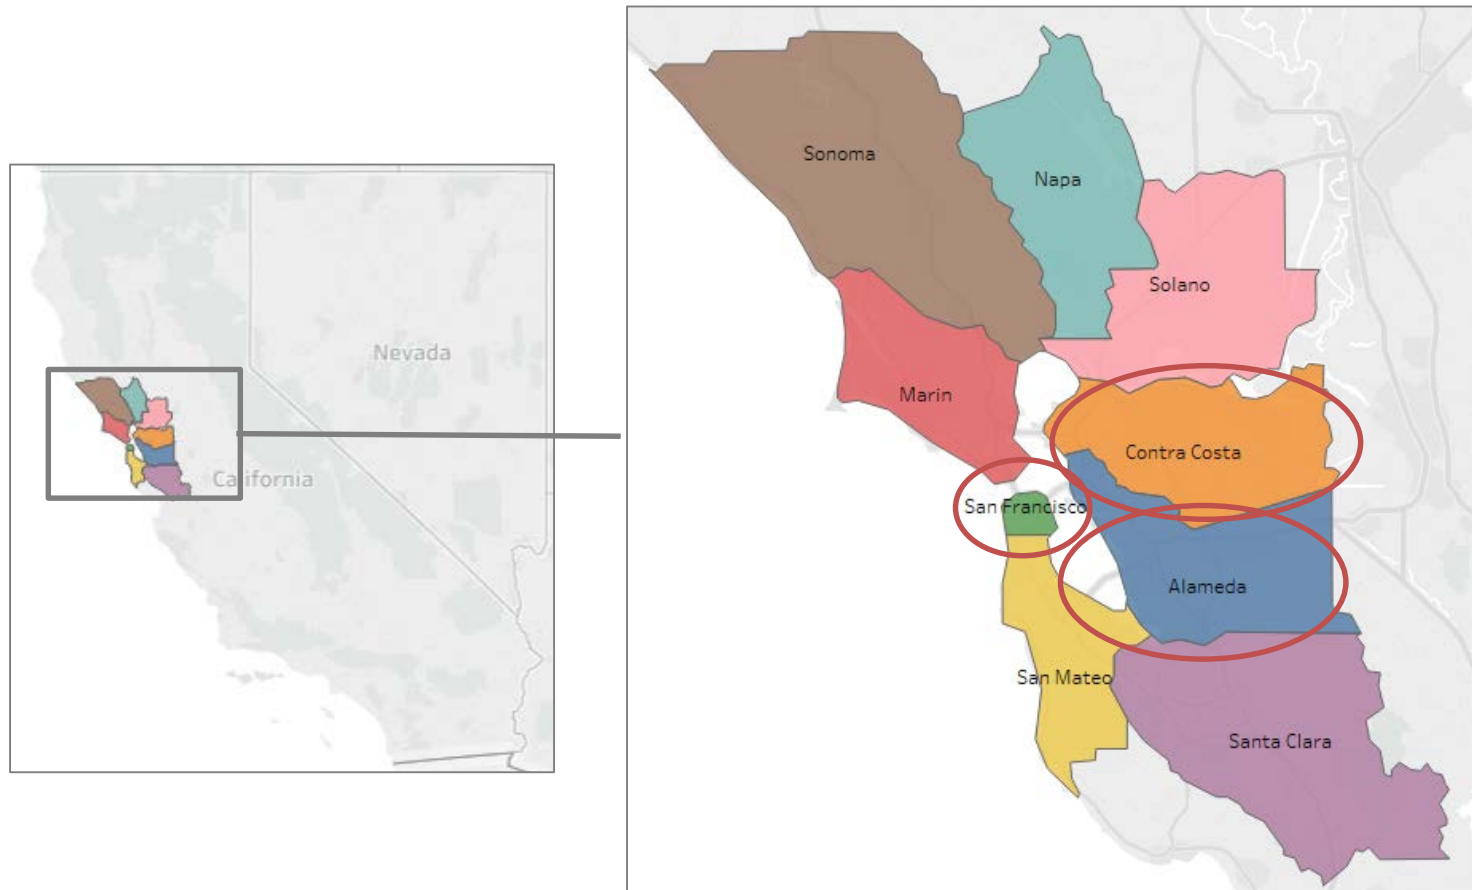 Nevada
California
Sonoma
Napa
Solano
Marin
Contra Costa
San Francisco
Alameda
San Mateo
Santa Clara